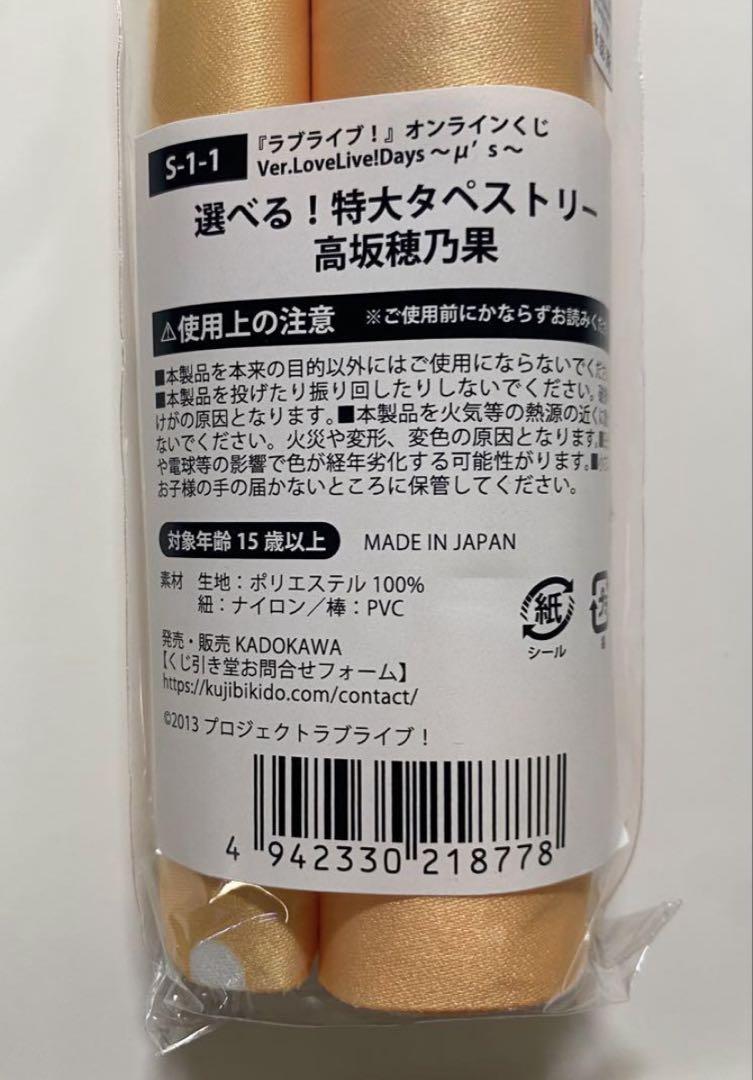 S-1-1
『ラブライブ！』オンラインくじ
Ver.LoveLive!Days～μ’s～
選べる！特大タペストリー
高坂穂乃果
⚠使用上の注意 ※ご使用前にかならずお読みくだ
■本製品を本来の目的以外にはご使用にならないでくだ
■本製品を投げたり振り回したりしないでください。
けがの原因となります。■本製品を火気等の熱源の近くに
ないでください。火災や変形、変色の原因となります。■
や電球等の影響で色が経年劣化する可能性がります。■
お子様の手の届かないところに保管してください。
対象年齢15歳以上 MADE IN JAPAN
素材 生地：ポリエステル 100%
紐：ナイロン／棒：PVC
紙
シール
発売・販売 KADOKAWA
【くじ引き堂お問合せフォーム】
https://kujibikido.com/contact/
©2013 プロジェクトラブライブ！
4 942330 218778